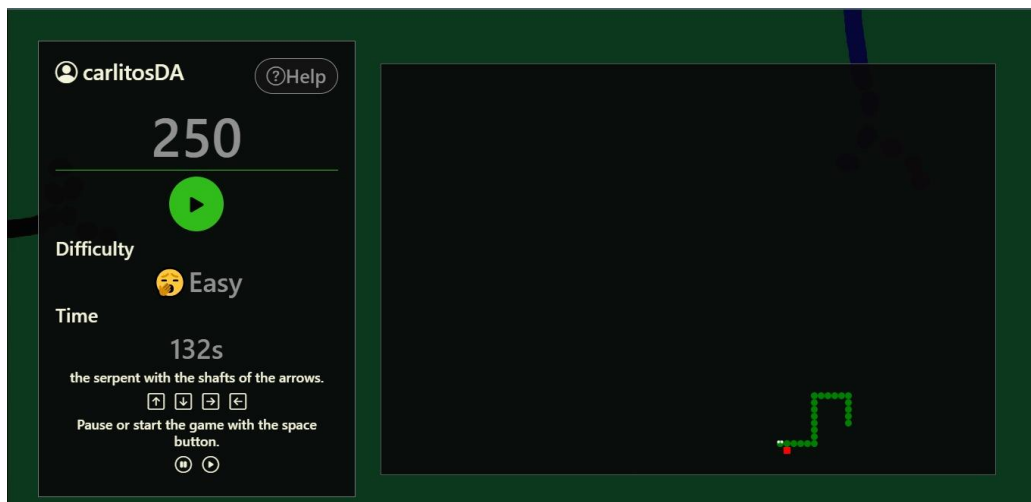 carlitosDA
Help
250
Difficulty
Easy
Time
132s
the serpent with the shafts of the arrows.
Pause or start the game with the space
button.